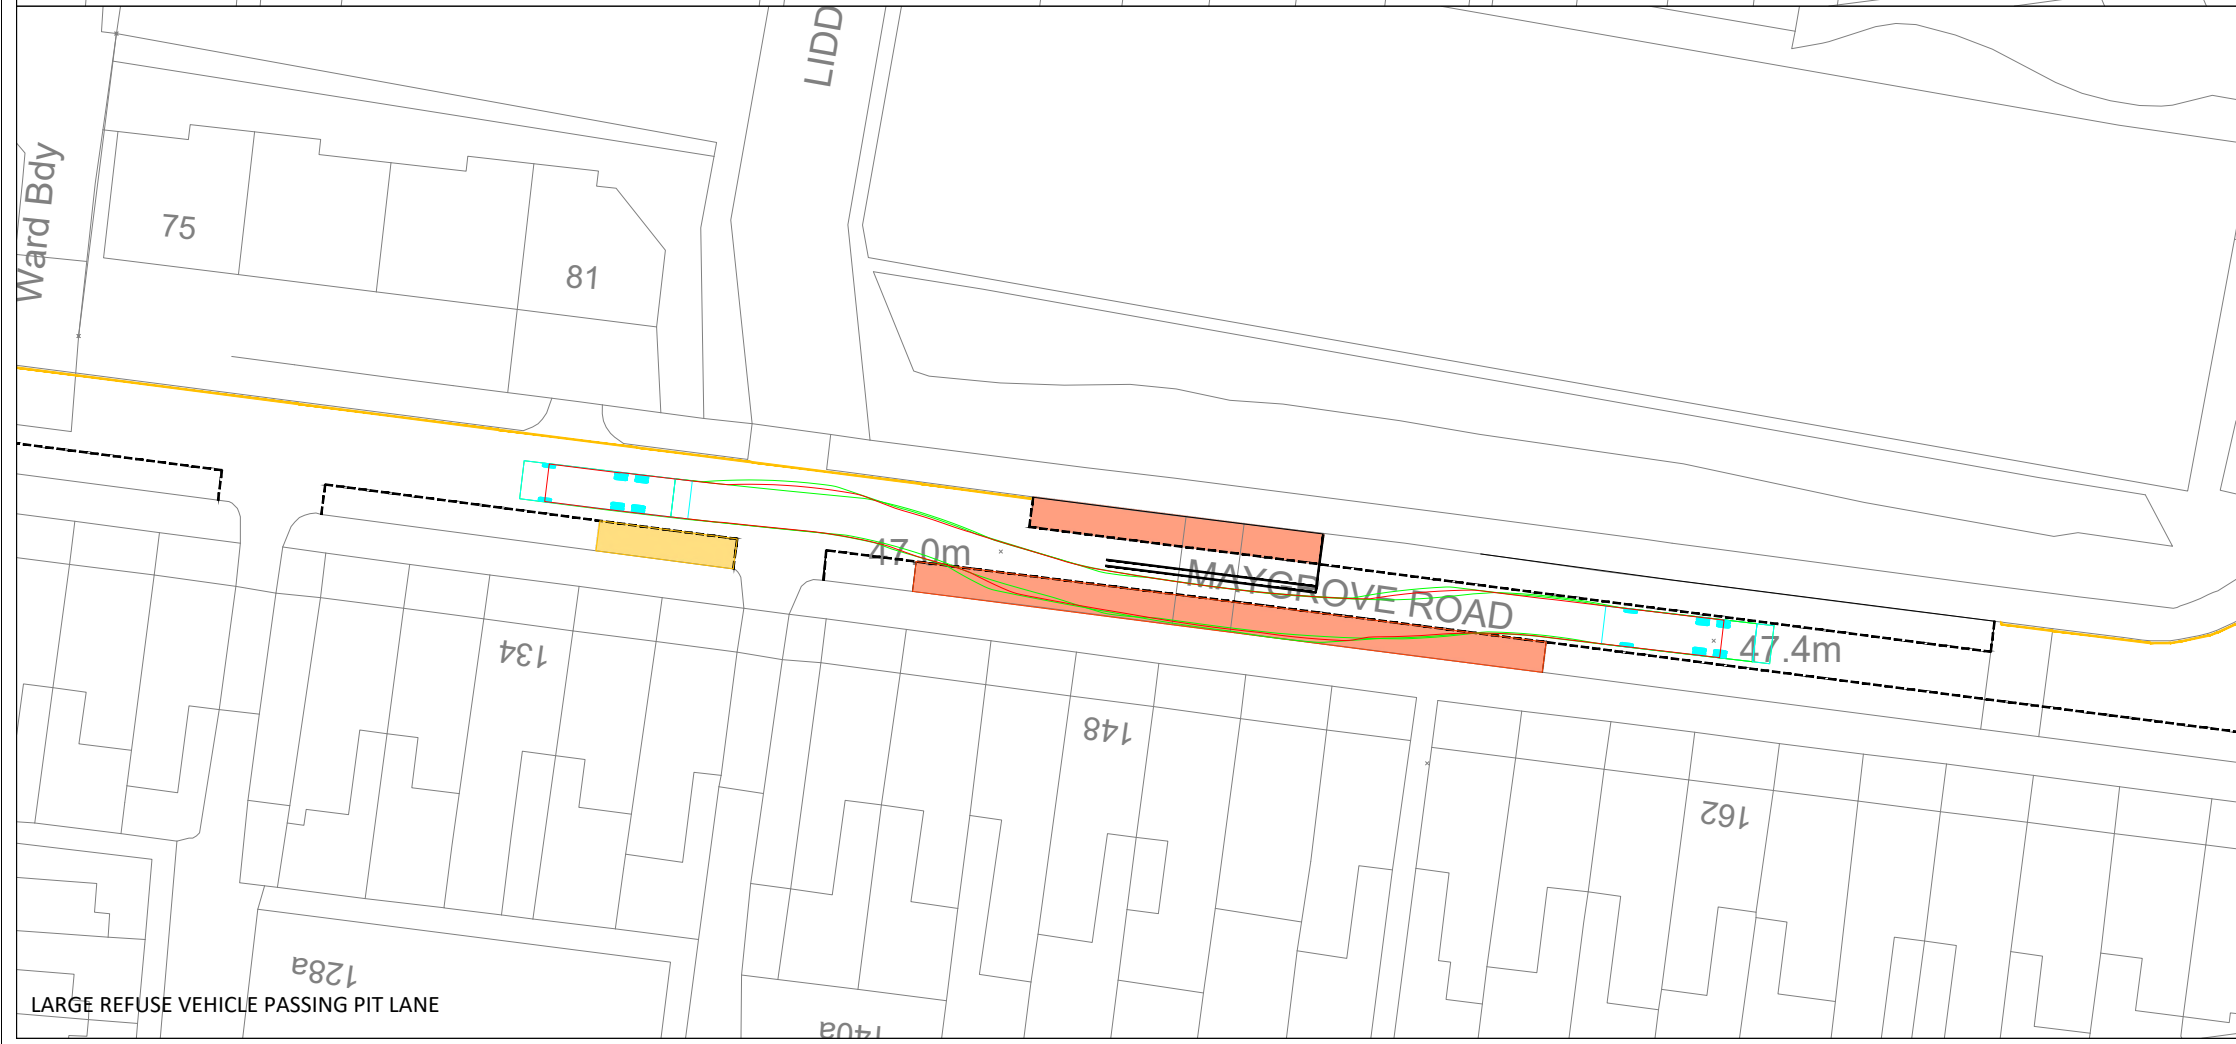 LIDD
Ward Bdy
75
81
47.0m
MAYGROVE ROAD
47.4m
134
148
162
128a
140a
LARGE REFUSE VEHICLE PASSING PIT LANE